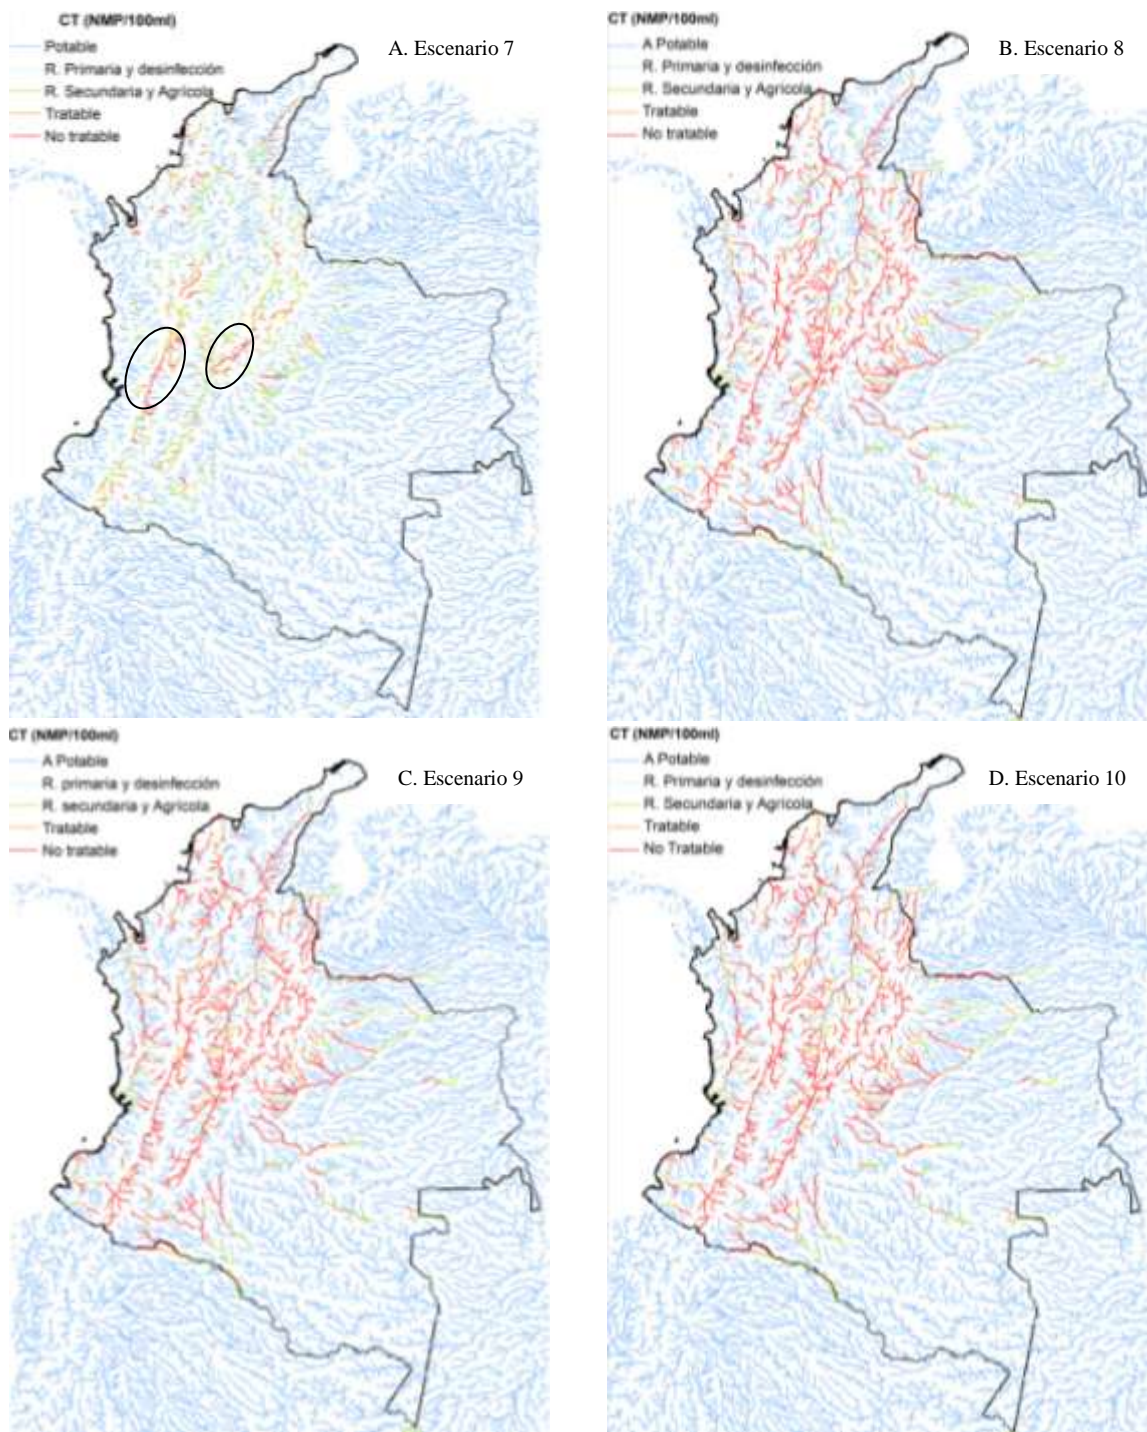 CT (NMP/100ml)
Potable
R. Primaria y desinfección
R. Secundaria y Agrícola
Tratable
No tratable
A. Escenario 7
CT (NMP/100ml)
A Potable
R. Primaria y desinfección
R. Secundaria y Agrícola
Tratable
No tratable
B. Escenario 8
CT (NMP/100ml)
A Potable
R. primaria y desinfección
R. secundaria y Agrícola
Tratable
No tratable
C. Escenario 9
CT (NMP/100ml)
A Potable
R. Primaria y desinfección
R. Secundaria y Agrícola
Tratable
No Tratable
D. Escenario 10